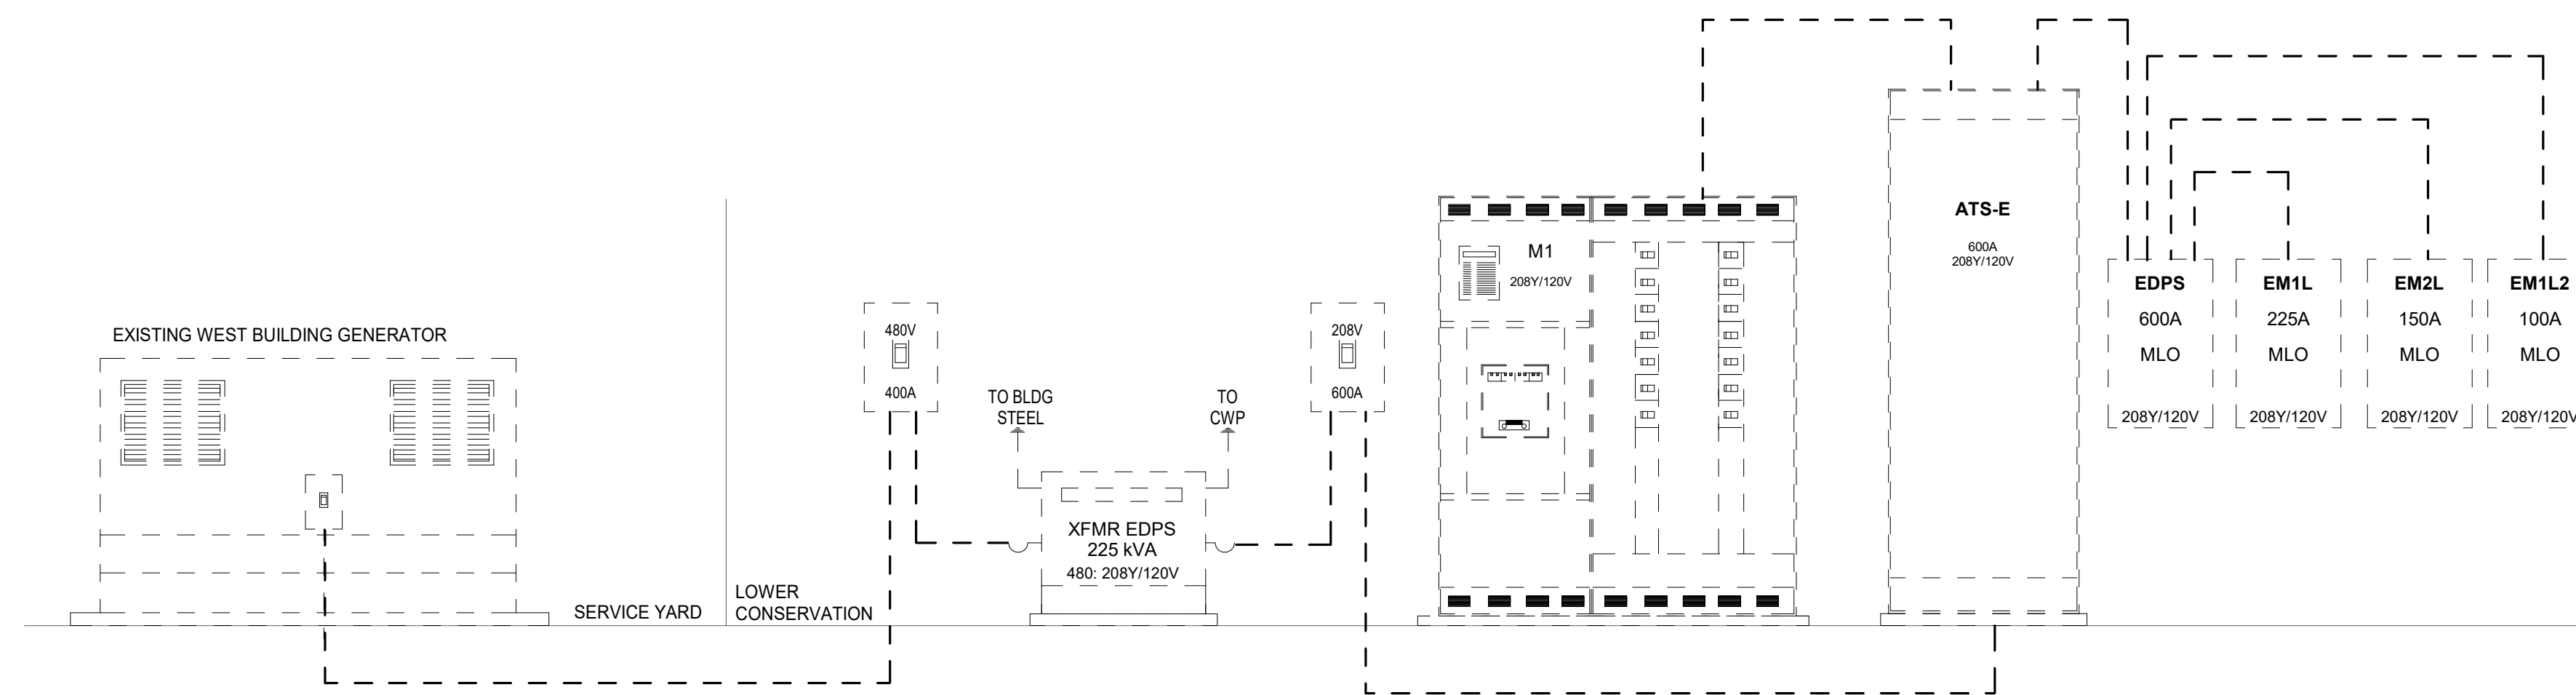 EXISTING WEST BUILDING GENERATOR
SERVICE YARD
LOWER
CONSERVATION
480V
400A
TO BLDG
STEEL
TO
CWP
XFMR EDPS
225 kVA
480: 208Y/120V
208V
600A
M1
208Y/120V
ATS-E
600A
208Y/120V
EDPS
600A
MLO
208Y/120V
EM1L
225A
MLO
208Y/120V
EM2L
150A
MLO
208Y/120V
EM1L2
100A
MLO
208Y/120V